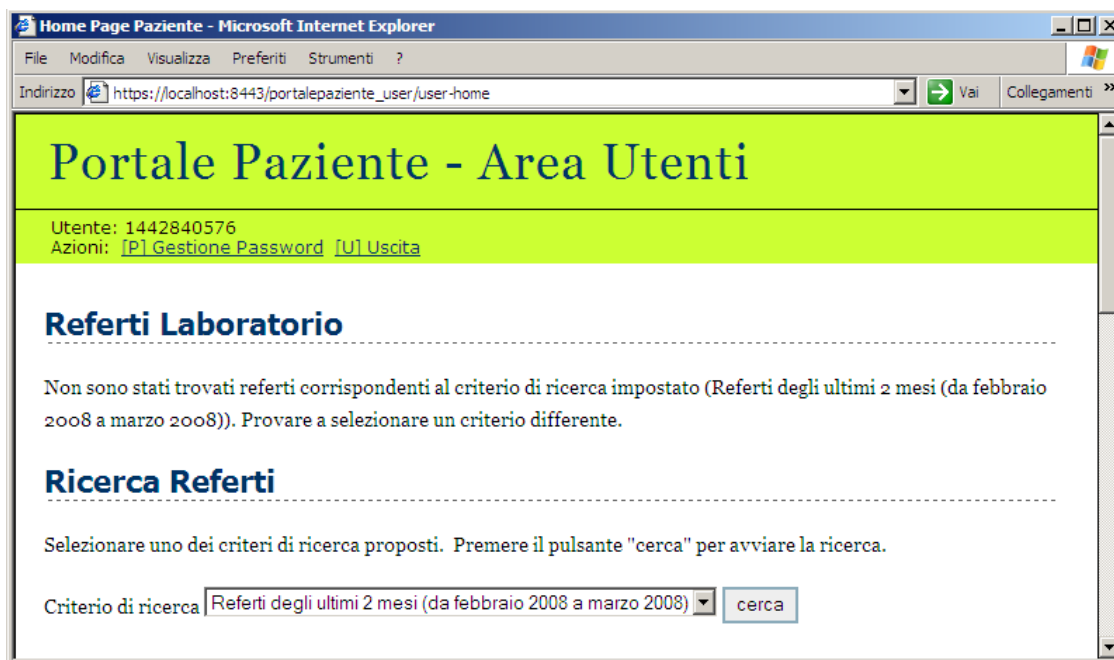 Home Page Paziente - Microsoft Internet Explorer
File Modifica Visualizza Preferiti Strumenti ?
Indirizzo https://localhost:8443/portalepaziente_user/user-home Vai Collegamenti »
Portale Paziente - Area Utenti
Utente: 1442840576
Azioni: [P] Gestione Password [U] Uscita
Referti Laboratorio
Non sono stati trovati referti corrispondenti al criterio di ricerca impostato (Referti degli ultimi 2 mesi (da febbraio
2008 a marzo 2008)). Provare a selezionare un criterio differente.
Ricerca Referti
Selezionare uno dei criteri di ricerca proposti. Premere il pulsante "cerca" per avviare la ricerca.
Criterio di ricerca Referti degli ultimi 2 mesi (da febbraio 2008 a marzo 2008) cerca